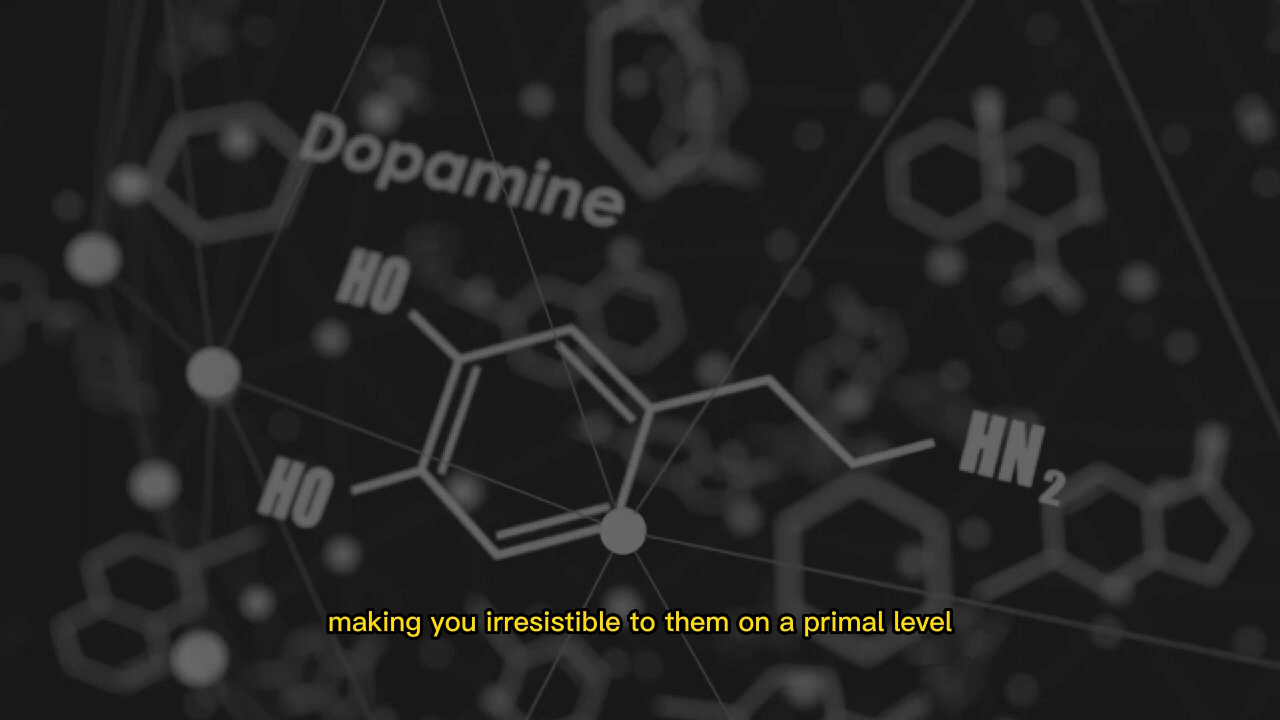 Dopamine
HO
HO
HN2
making you irresistible to them on a primal level